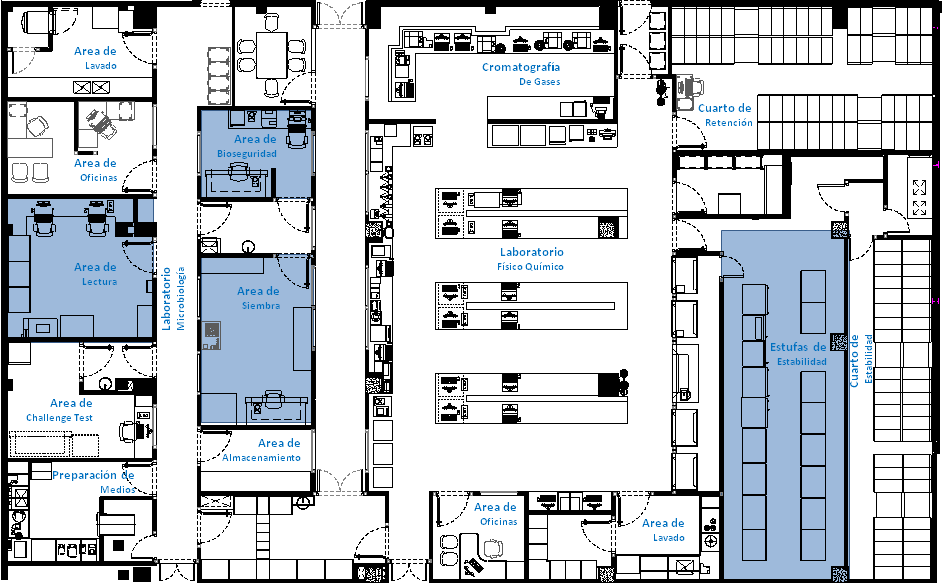 Area de
Lavado
Area de
Oficinas
Area de
Lectura
Area de
Challenge Test
Preparación de
Medios
Laboratorio
Microbiología
Area de
Bioseguridad
Area de
Siembra
Area de
Almacenamiento
Cromatografía
De Gases
Laboratorio
Físico Químico
Area de
Oficinas
Area de
Lavado
Cuarto de
Retención
Estufas de
Estabilidad
Cuarto de
Estabilidad